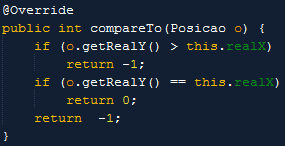 @Override
public int compareTo(Posicao o) {
if (o.getRealY() > this.realX)
return -1;
if (o.getRealY() == this.realX)
return 0;
return  -1;
}